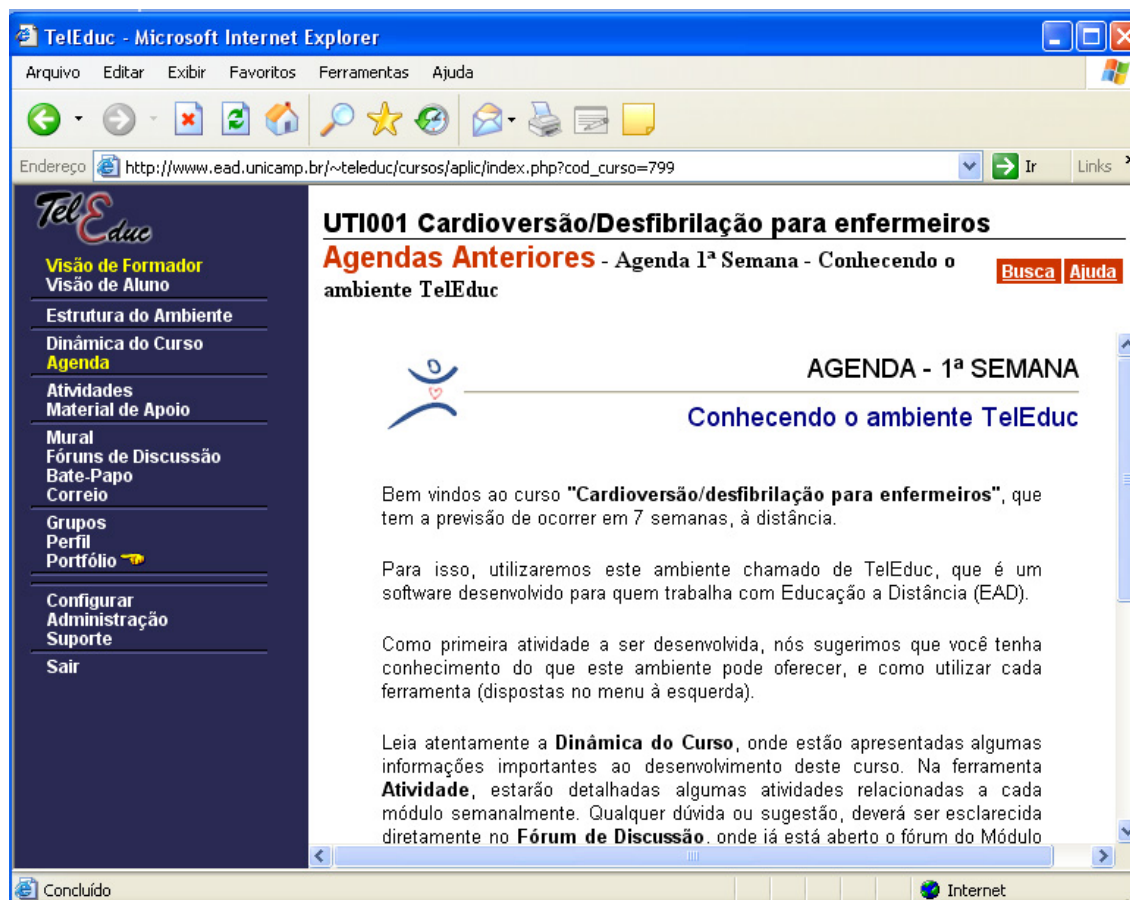 TelEduc - Microsoft Internet Explorer
Arquivo Editar Exibir Favoritos Ferramentas Ajuda
Endereço http://www.ead.unicamp.br/~teleduc/cursos/aplic/index.php?cod_curso=799 Ir Links
TelEduc
Visão de Formador
Visão de Aluno
Estrutura do Ambiente
Dinâmica do Curso
Agenda
Atividades
Material de Apoio
Mural
Fóruns de Discussão
Bate-Papo
Correio
Grupos
Perfil
Portfólio
Configurar
Administração
Suporte
Sair
UTI001 Cardioversão/Desfibrilação para enfermeiros
Agendas Anteriores - Agenda 1ª Semana - Conhecendo o
ambiente TelEduc
Busca Ajuda
AGENDA - 1ª SEMANA
Conhecendo o ambiente TelEduc
Bem vindos ao curso "Cardioversão/desfibrilação para enfermeiros", que
tem a previsão de ocorrer em 7 semanas, à distância.
Para isso, utilizaremos este ambiente chamado de TelEduc, que é um
software desenvolvido para quem trabalha com Educação a Distância (EAD).
Como primeira atividade a ser desenvolvida, nós sugerimos que você tenha
conhecimento do que este ambiente pode oferecer, e como utilizar cada
ferramenta (dispostas no menu à esquerda).
Leia atentamente a Dinâmica do Curso, onde estão apresentadas algumas
informações importantes ao desenvolvimento deste curso. Na ferramenta
Atividade, estarão detalhadas algumas atividades relacionadas a cada
módulo semanalmente. Qualquer dúvida ou sugestão, deverá ser esclarecida
diretamente no Fórum de Discussão, onde já está aberto o fórum do Módulo
Concluído Internet